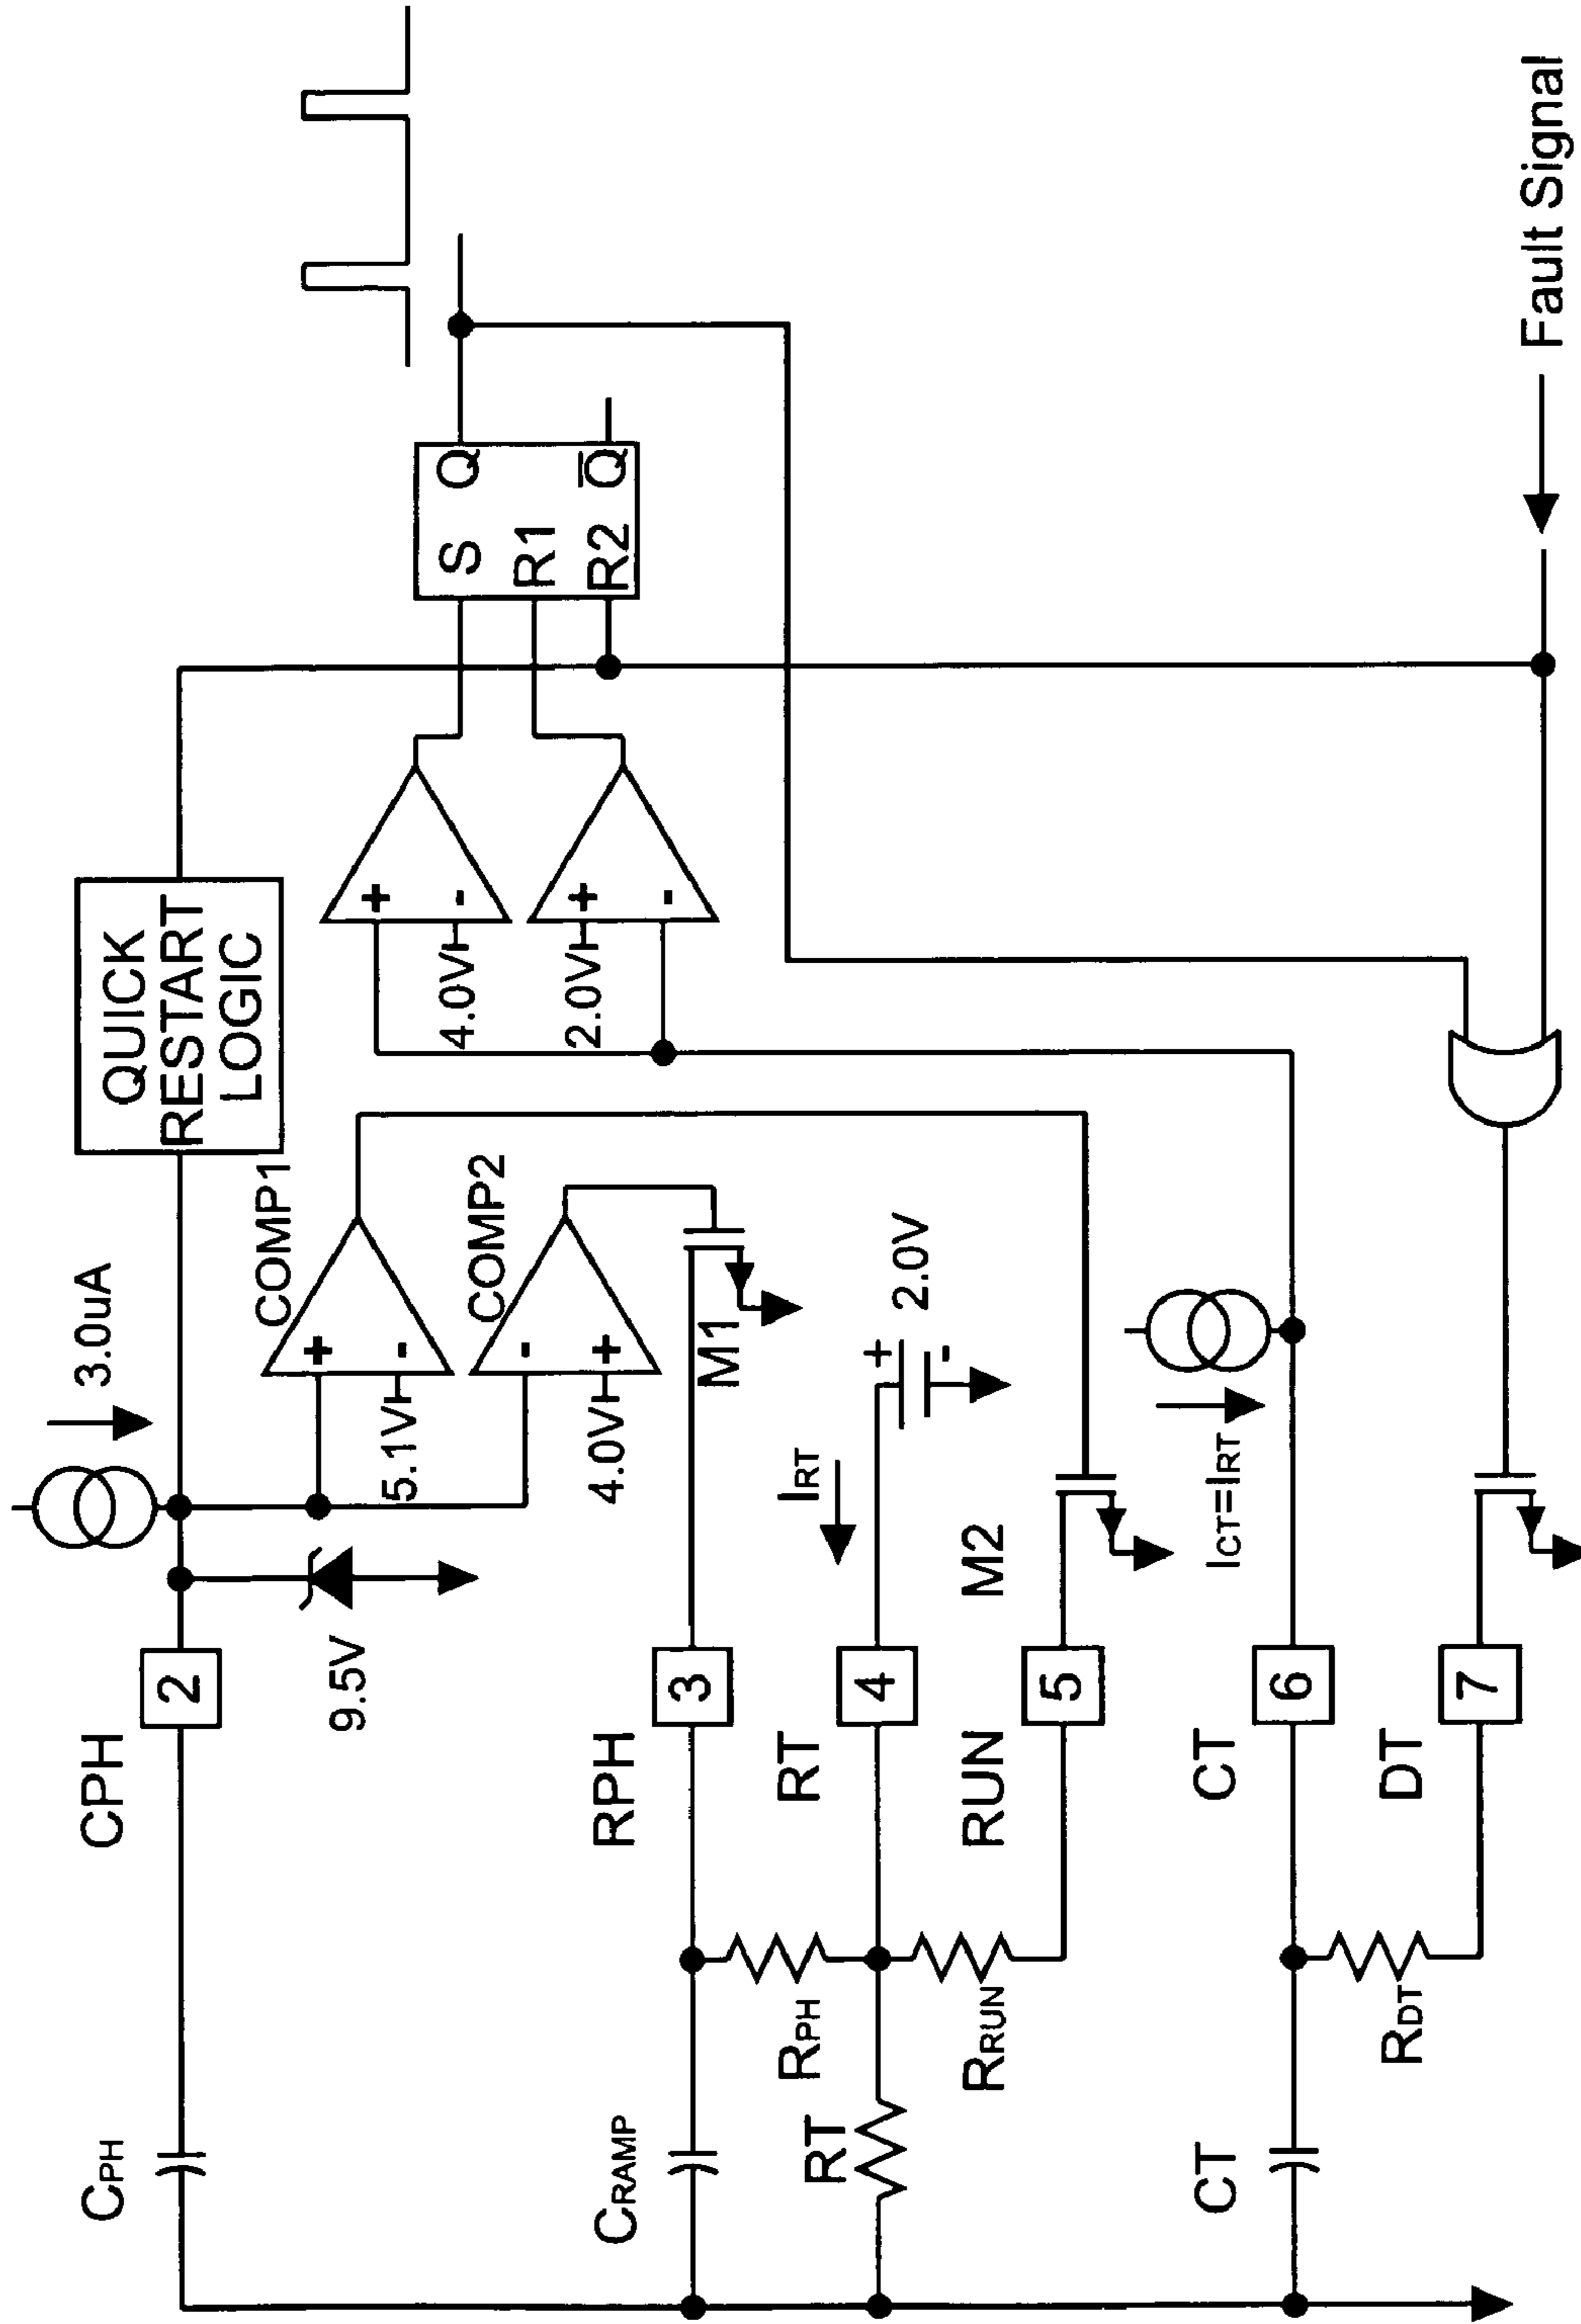 CPH
CPH
2
9.5V
3.0uA
QUICK
RESTART
LOGIC
COMP1
+
-
5.1V
COMP2
-
+
4.0V
M1
CRAMP
RPH
3
RPH
RT
RT
4
IRT
+
-
2.0V
RRUN
RUN
5
M2
+
-
4.0V
+
-
2.0V
S Q
R1
R2 Q̅
CT
CT
6
ICT=IRT
RDT
DT
7
Fault Signal